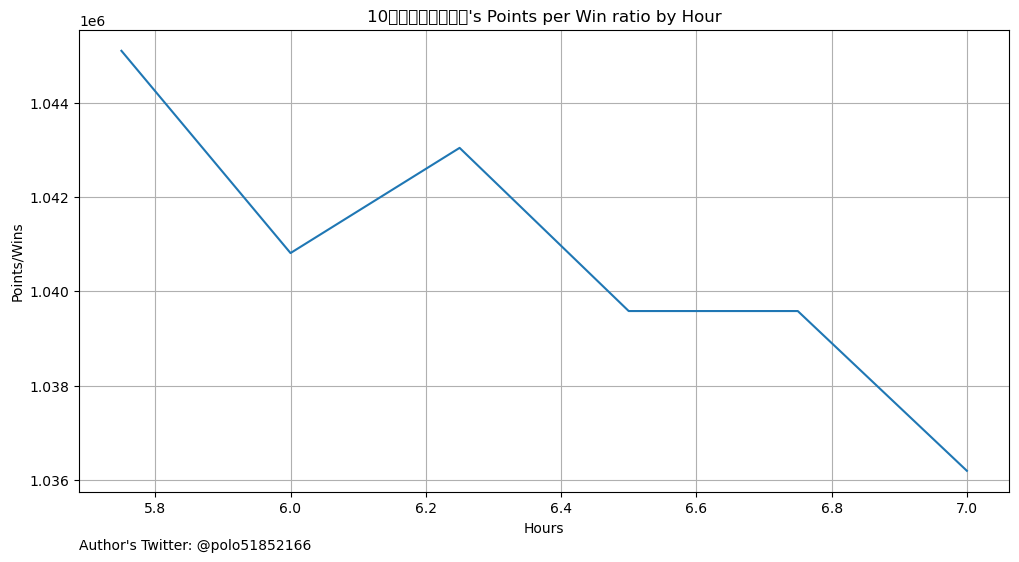 10's Points per Win ratio by Hour
1e6
1.044
1.042
1.040
1.038
1.036
Points/Wins
5.8 6.0 6.2 6.4 6.6 6.8 7.0
Hours
Author's Twitter: @polo51852166